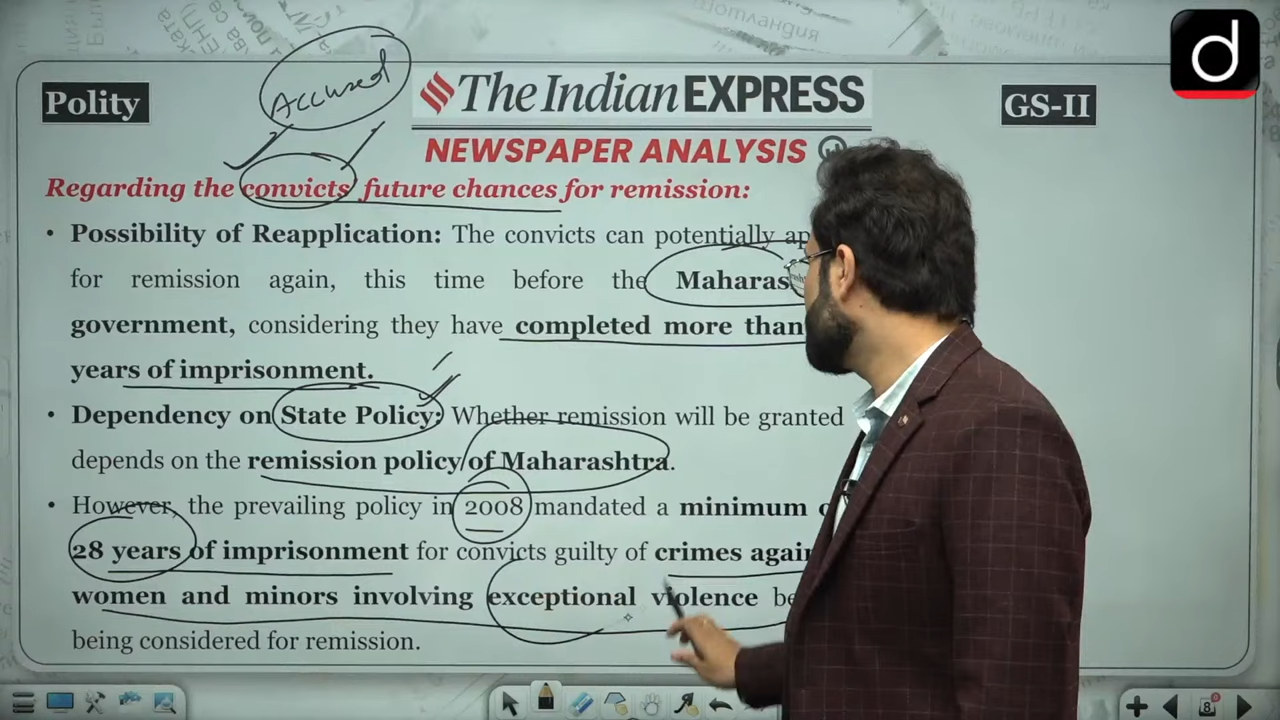 Accused
Polity
The Indian EXPRESS
GS-II
d
NEWSPAPER ANALYSIS
Regarding the convicts' future chances for remission:
• Possibility of Reapplication: The convicts can potentially
for remission again, this time before the
government, considering they have completed more than
years of imprisonment.
• Dependency on State Policy: Whether remission will be granted
depends on the remission policy of Maharashtra.
• However, the prevailing policy in 2008 mandated a minimum
28 years of imprisonment for convicts guilty of crimes
women and minors involving exceptional violence
being considered for remission.
8